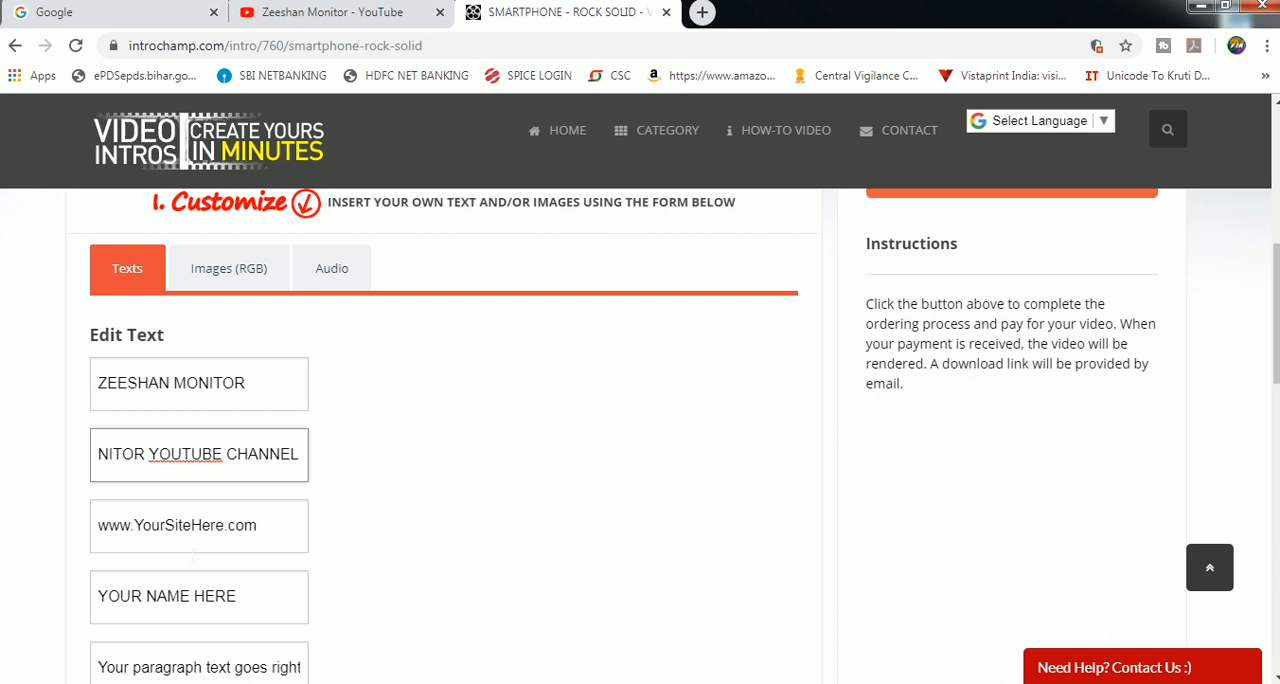 Google
Zeeshan Monitor - YouTube
SMARTPHONE - ROCK SOLID - V
introchamp.com/intro/760/smartphone-rock-solid
Apps
ePDSepds.bihar.go...
SBI NETBANKING
HDFC NET BANKING
SPICE LOGIN
CSC
https://www.amazo...
Central Vigilance C...
Vistaprint India: visi...
IT Unicode To Kruti D...
VIDEO INTROS
CREATE YOURS IN MINUTES
HOME
CATEGORY
HOW-TO VIDEO
CONTACT
Select Language
1. Customize
INSERT YOUR OWN TEXT AND/OR IMAGES USING THE FORM BELOW
Texts
Images (RGB)
Audio
Edit Text
ZEESHAN MONITOR
NITOR YOUTUBE CHANNEL
www.YourSiteHere.com
YOUR NAME HERE
Your paragraph text goes right
Instructions
Click the button above to complete the
ordering process and pay for your video. When
your payment is received, the video will be
rendered. A download link will be provided by
email.
Need Help? Contact Us :)